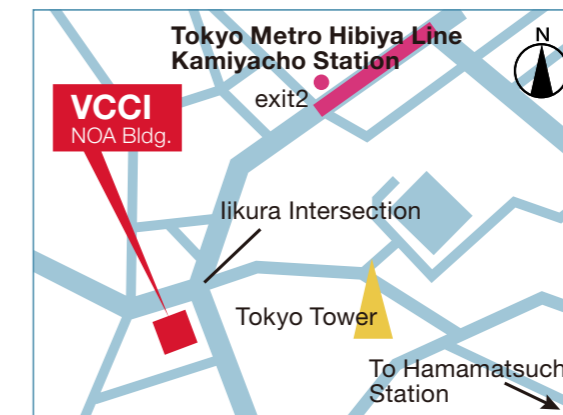 Tokyo Metro Hibiya Line
Kamiyacho Station
exit2
N
VCCI
NOA Bldg.
Iikura Intersection
Tokyo Tower
To Hamamatsuch
Station